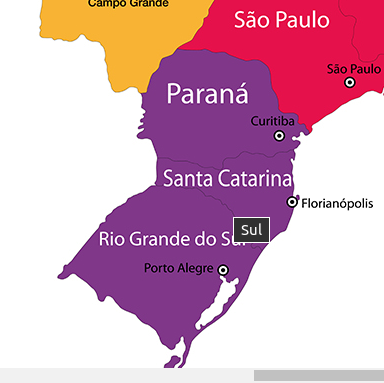 Campo Grande
São Paulo
São Paulo
Paraná
Curitiba
Santa Catarina
Florianópolis
Rio Grande do Sul
Sul
Porto Alegre